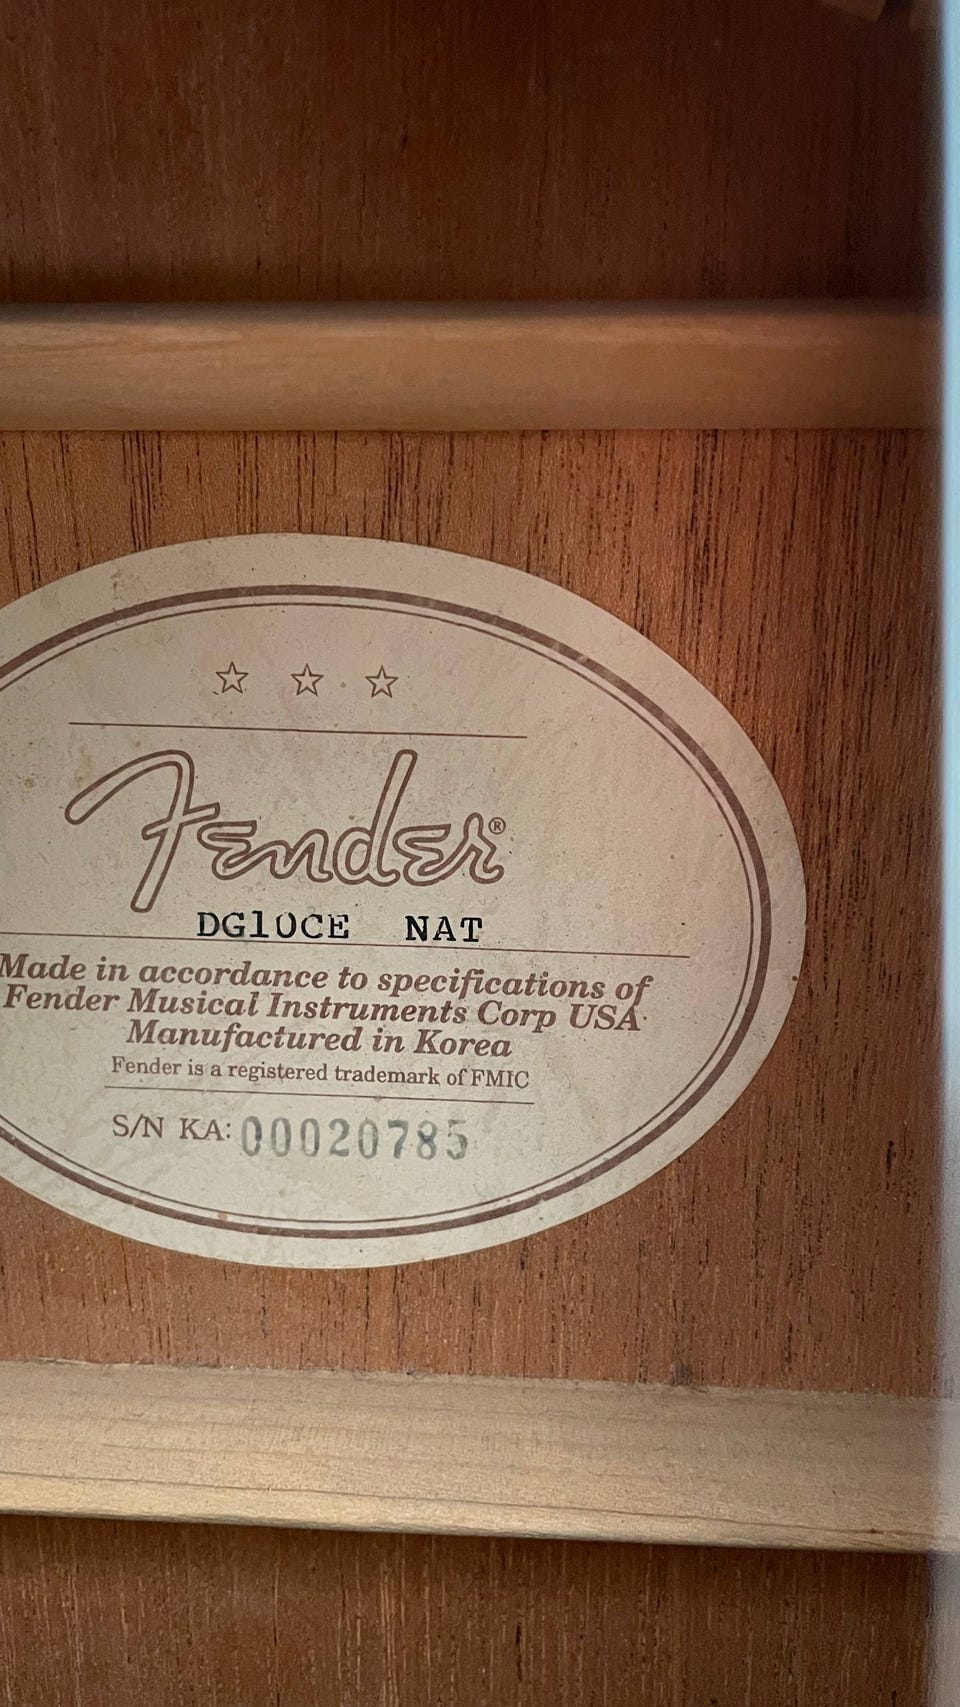 Fender®
DG10CE NAT
Made in accordance to specifications of
Fender Musical Instruments Corp USA
Manufactured in Korea
Fender is a registered trademark of FMIC
S/N KA: 00020785